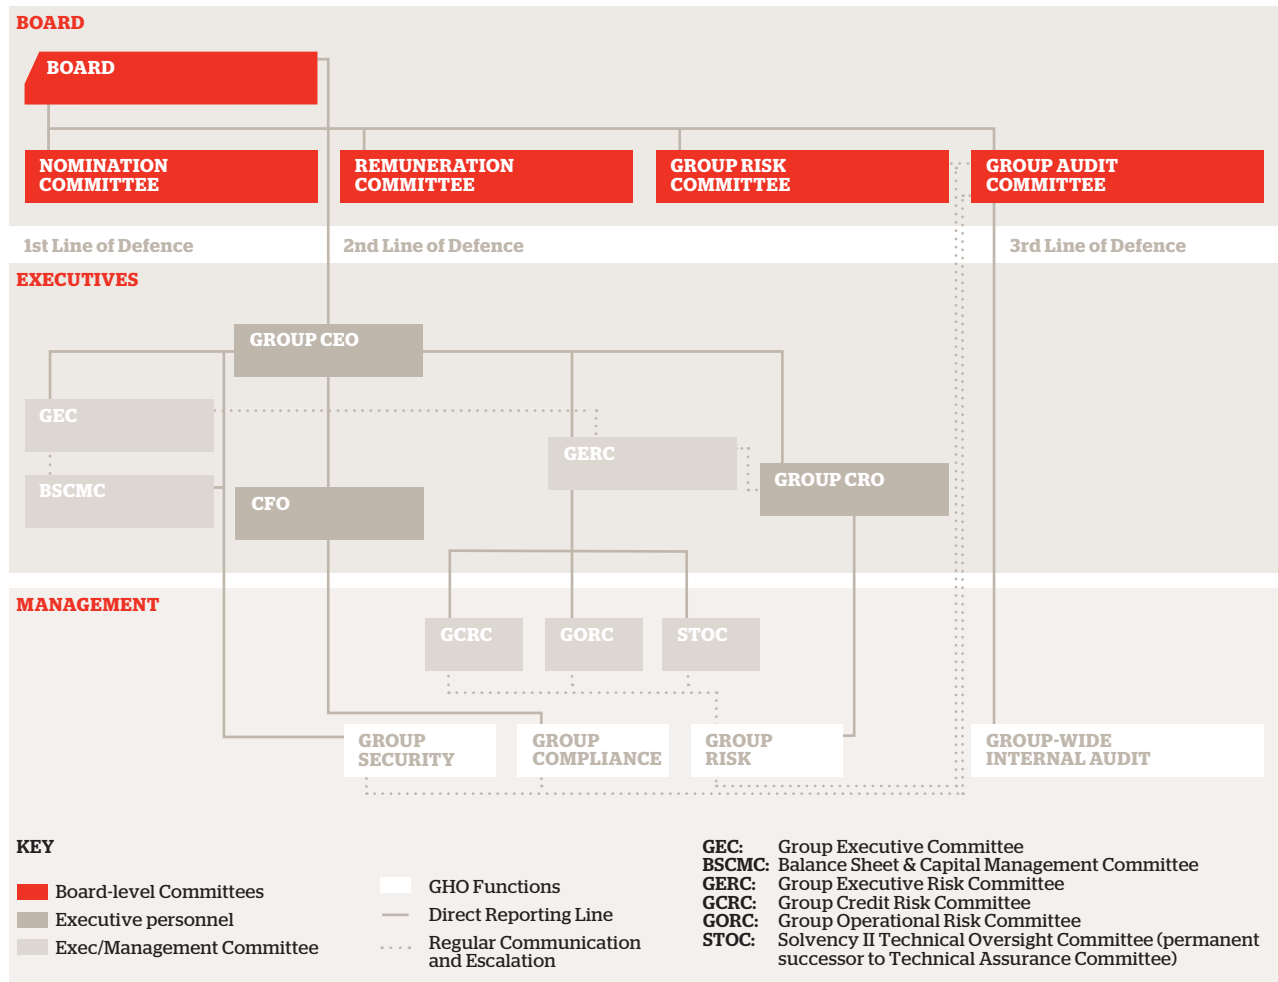 BOARD
BOARD
NOMINATION
COMMITTEE
REMUNERATION
COMMITTEE
GROUP RISK
COMMITTEE
GROUP AUDIT
COMMITTEE
1st Line of Defence
2nd Line of Defence
3rd Line of Defence
EXECUTIVES
GROUP CEO
GEC
GERC
BSCMC
CFO
GROUP CRO
MANAGEMENT
GCRC
GORC
STOC
GROUP
SECURITY
GROUP
COMPLIANCE
GROUP
RISK
GROUP-WIDE
INTERNAL AUDIT
KEY
Board-level Committees
Executive personnel
Exec/Management Committee
GHO Functions
Direct Reporting Line
Regular Communication
and Escalation
GEC: Group Executive Committee
BSCMC: Balance Sheet & Capital Management Committee
GERC: Group Executive Risk Committee
GCRC: Group Credit Risk Committee
GORC: Group Operational Risk Committee
STOC: Solvency II Technical Oversight Committee (permanent
successor to Technical Assurance Committee)